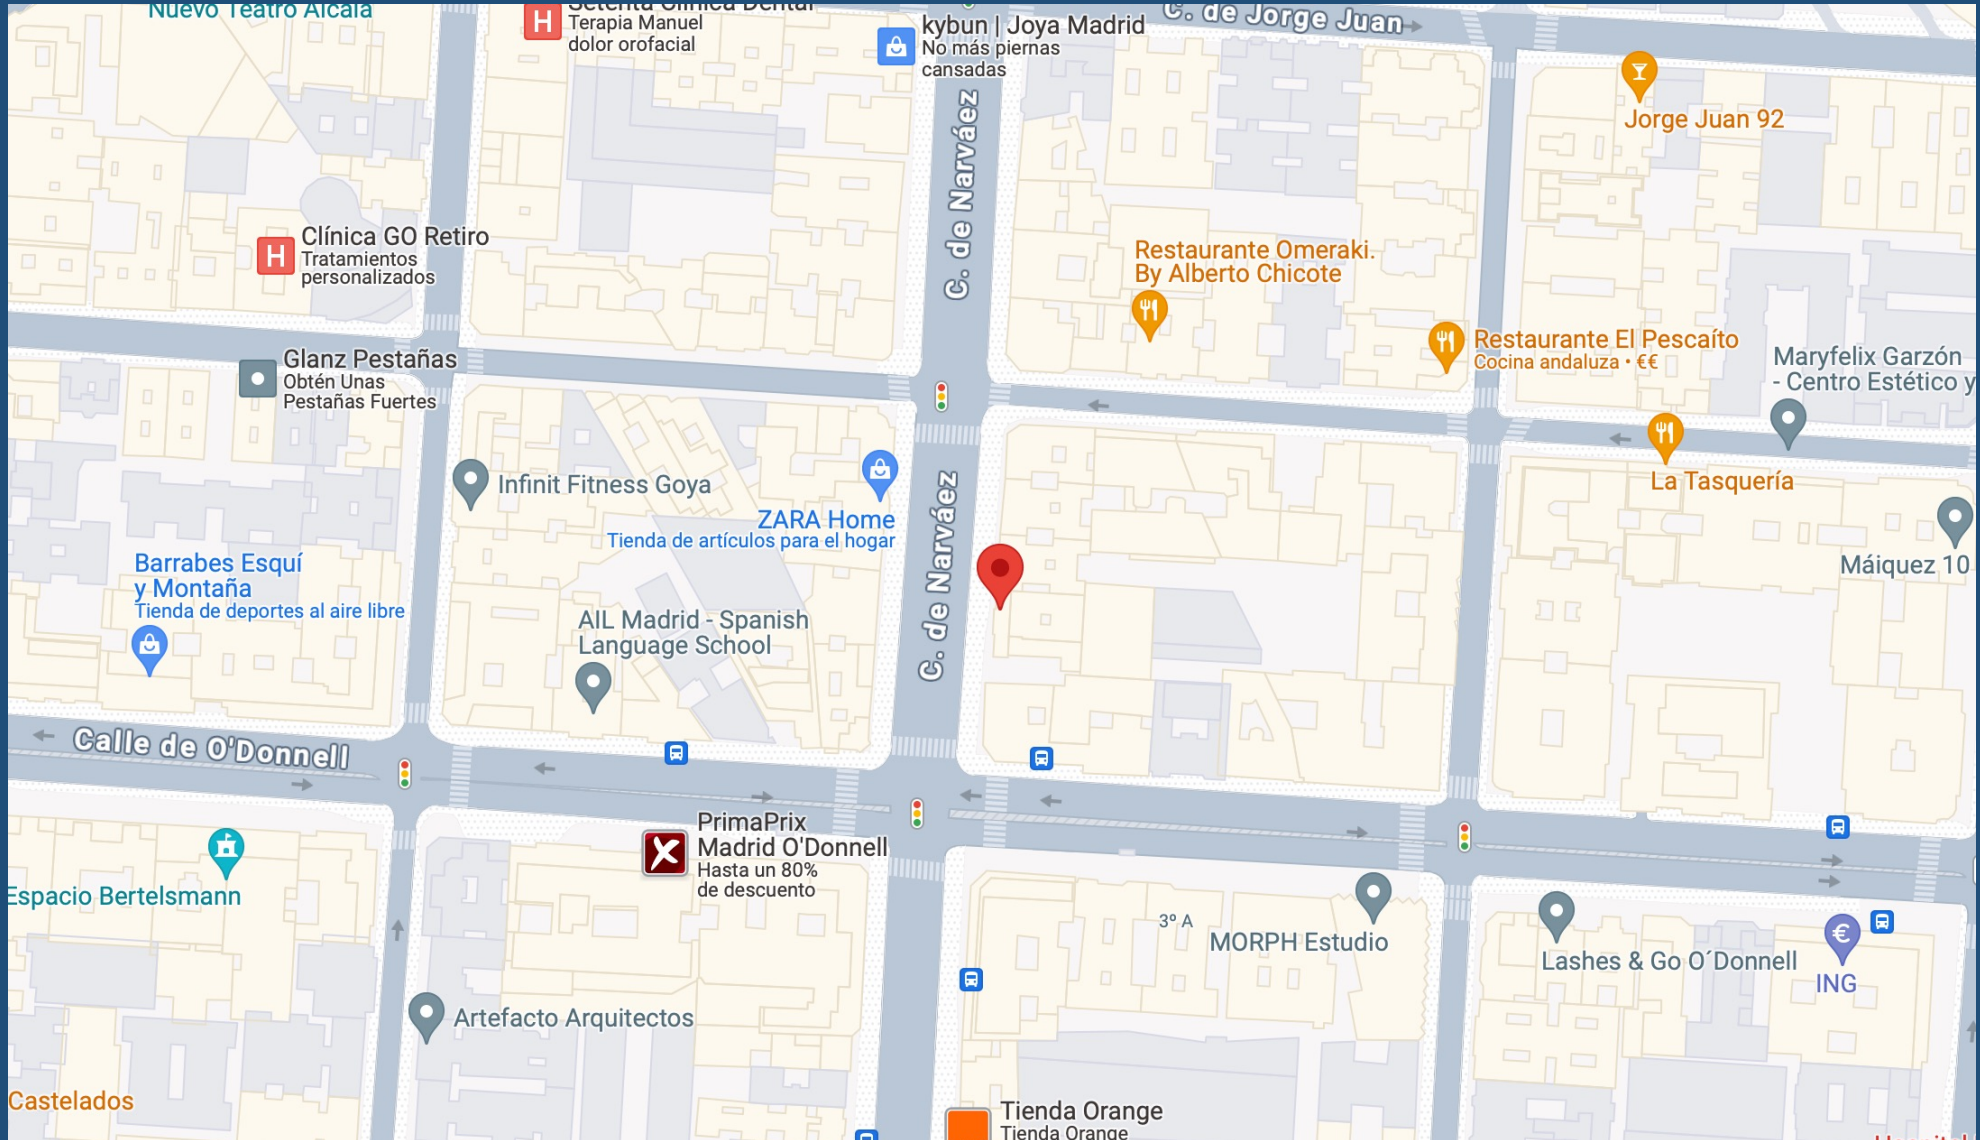 Nuevo Teatro Alcalá
Setenta Clínica Dental
Terapia Manuel
dolor orofacial
kybun | Joya Madrid
No más piernas
cansadas
C. de Jorge Juan
Jorge Juan 92
C. de Narváez
Clínica GO Retiro
Tratamientos
personalizados
Restaurante Omeraki.
By Alberto Chicote
Restaurante El Pescaíto
Cocina andaluza • €€
Glanz Pestañas
Obtén Unas
Pestañas Fuertes
Maryfelix Garzón
- Centro Estético y
La Tasquería
Infinit Fitness Goya
ZARA Home
Tienda de artículos para el hogar
C. de Narváez
Máiquez 10
Barrabes Esquí
y Montaña
Tienda de deportes al aire libre
AIL Madrid - Spanish
Language School
Calle de O'Donnell
PrimaPrix
Madrid O'Donnell
Hasta un 80%
de descuento
Espacio Bertelsmann
3º A
MORPH Estudio
Lashes & Go O´Donnell
ING
Artefacto Arquitectos
Castelados
Tienda Orange
Tienda Orange